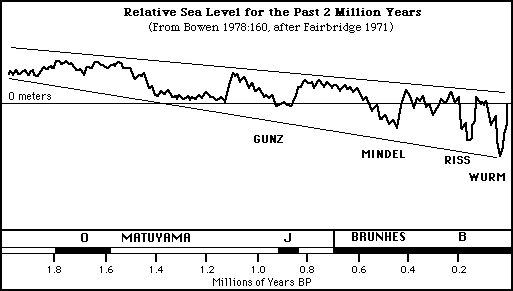 Relative Sea Level for the Past 2 Million Years
(From Bowen 1978:160, after Fairbridge 1971)
0 meters
GUNZ
MINDEL
RISS
WURM
O MATUYAMA J BRUNHES B
1.8 1.6 1.4 1.2 1.0 0.8 0.6 0.4 0.2
Millions of Years BP